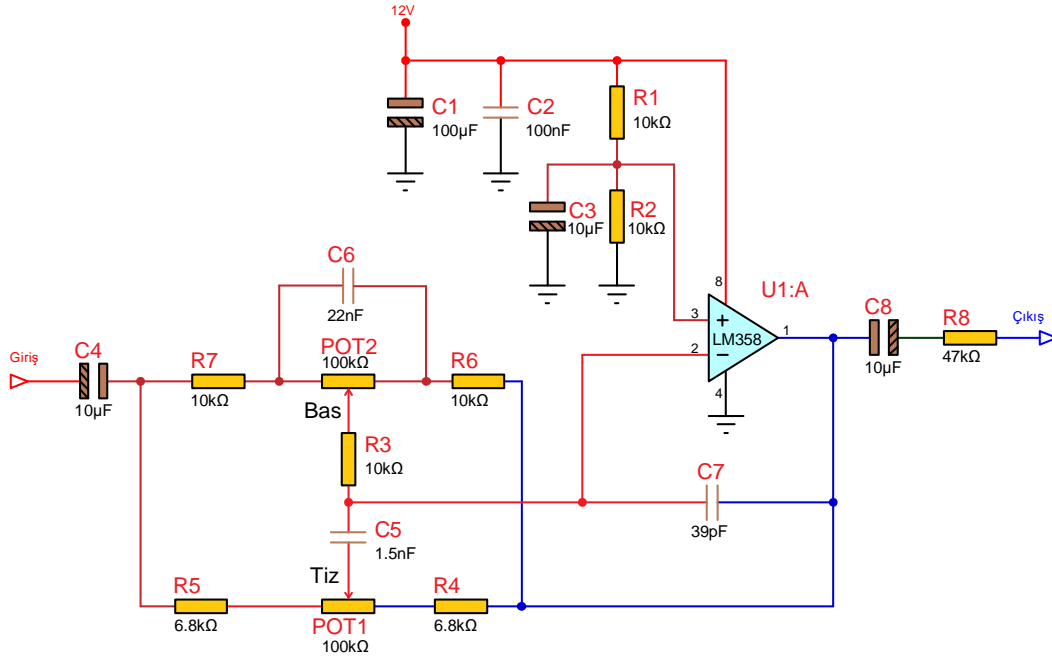 12V
C1
100µF
C2
100nF
R1
10kΩ
C3
10µF
R2
10kΩ
C6
22nF
8
U1:A
3
LM358
1
2
4
C8
10µF
R8
47kΩ
Çıkış
Giriş
C4
10µF
R7
10kΩ
POT2
100kΩ
Bas
R6
10kΩ
R3
10kΩ
C7
39pF
C5
1.5nF
Tiz
R5
6.8kΩ
POT1
100kΩ
R4
6.8kΩ